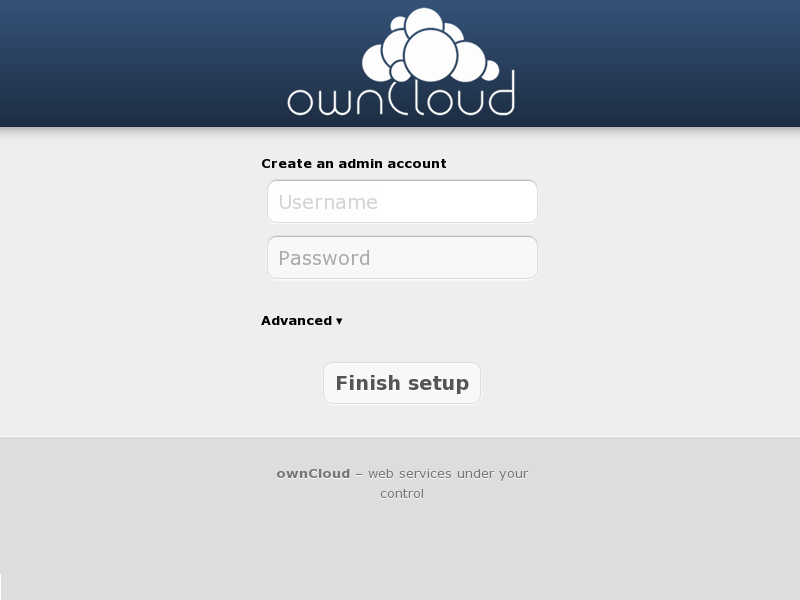 ownCloud
Create an admin account
Username
Password
Advanced ▾
Finish setup
ownCloud – web services under your
control